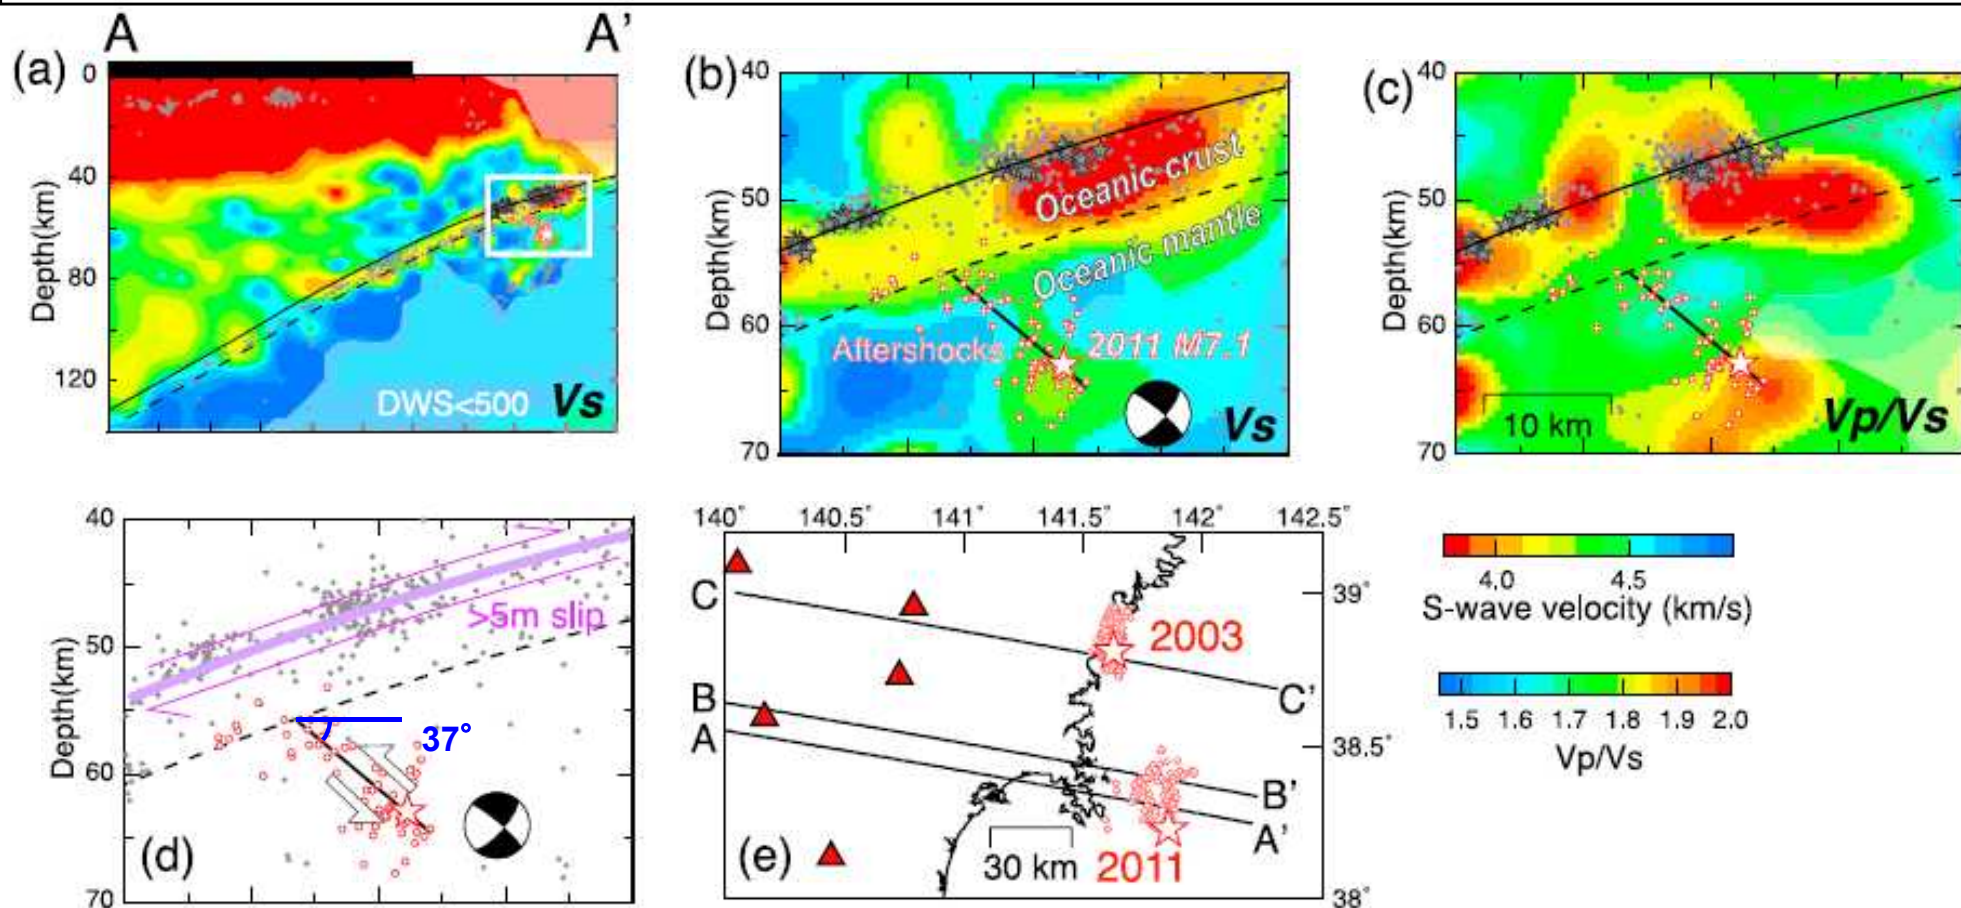 A A'
(a)
0
40
80
120
Depth(km)
DWS<500 Vs
(b)
40
50
60
70
Depth(km)
Oceanic crust
Oceanic mantle
Aftershocks
2011 M7.1
Vs
(c)
40
50
60
70
Depth(km)
10 km
Vp/Vs
40
50
60
70
Depth(km)
>5m slip
37°
(d)
140° 140.5° 141° 141.5° 142° 142.5°
39°
38.5°
38°
C
B
A
2003
C'
B'
A'
(e)
30 km
2011
4.0 4.5
S-wave velocity (km/s)
1.5 1.6 1.7 1.8 1.9 2.0
Vp/Vs